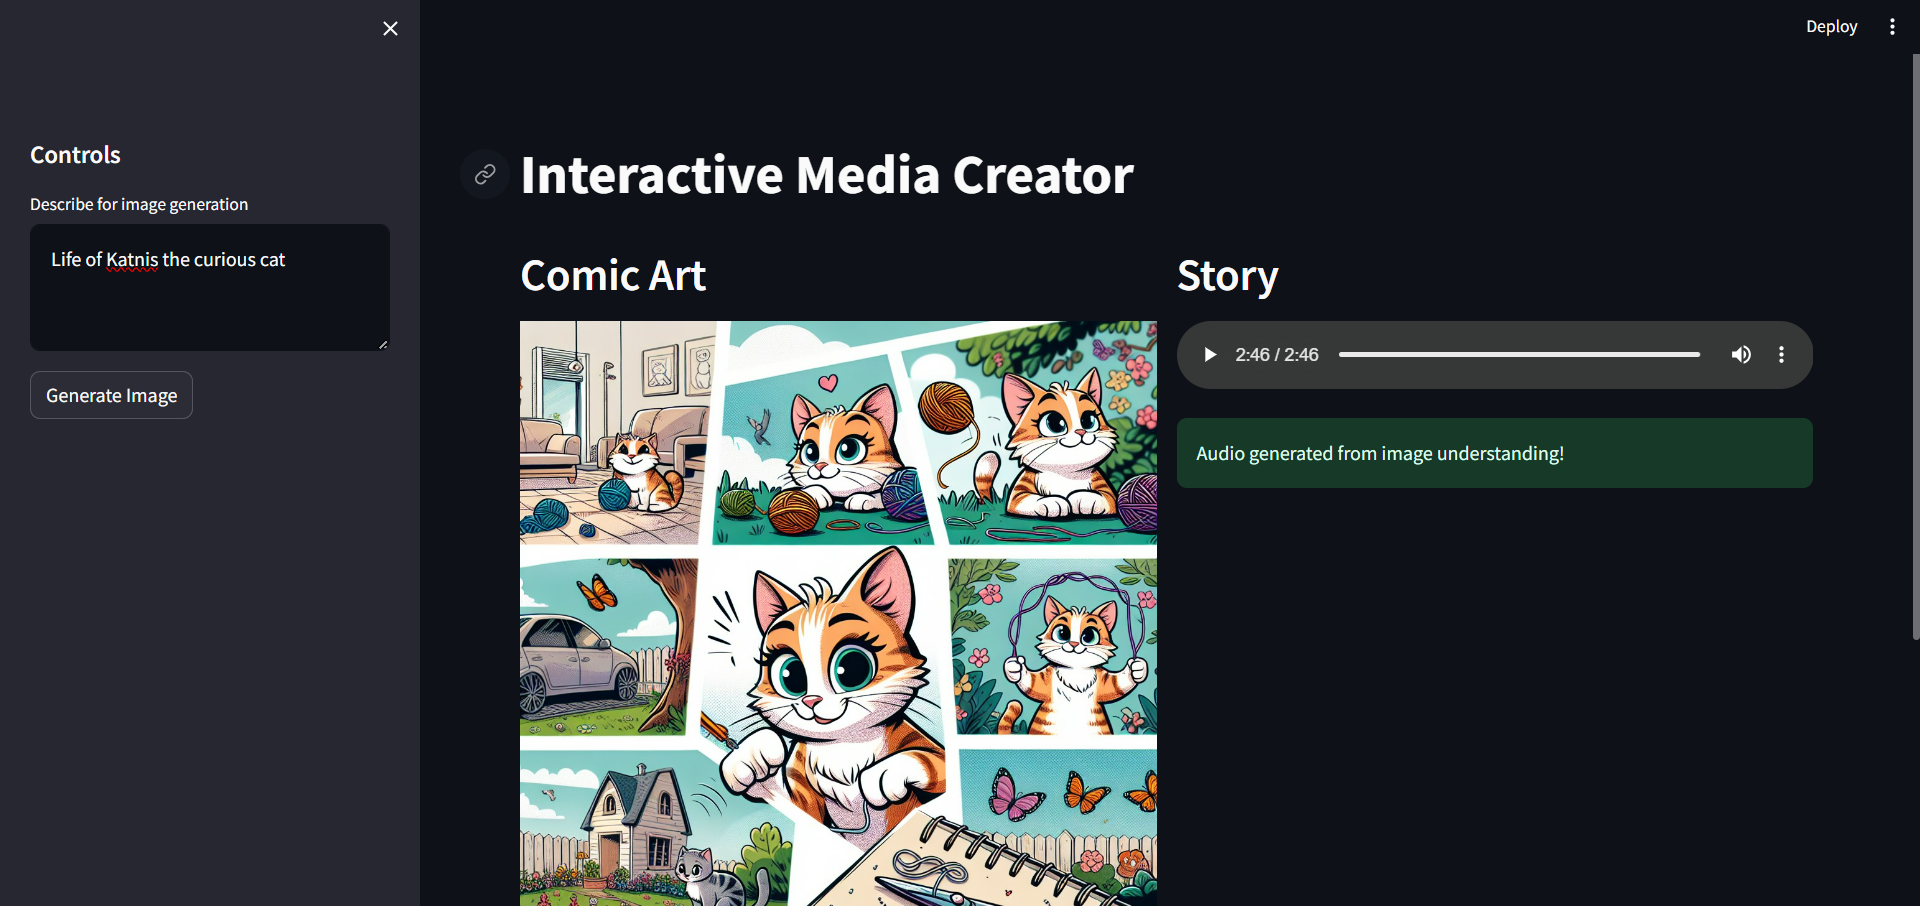 Deploy
Controls
Describe for image generation
Life of Katnis the curious cat
Generate Image
Interactive Media Creator
Comic Art
Story
2:46 / 2:46
Audio generated from image understanding!